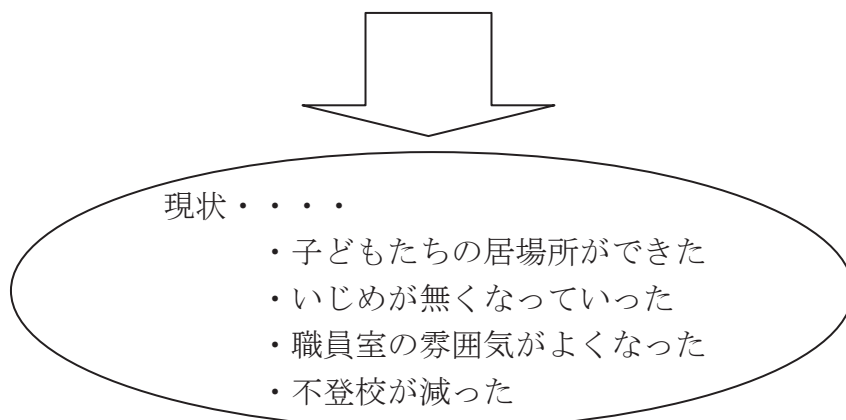 現状・・・・
・子どもたちの居場所ができた
・いじめが無くなっていった
・職員室の雰囲気がよくなった
・不登校が減った